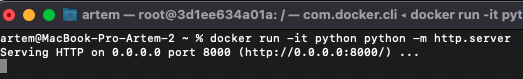 artem — root@3d1ee634a01a: / — com.docker.cli ◂ docker run -it pyt
artem@MacBook-Pro-Artem-2 ~ % docker run -it python python -m http.server
Serving HTTP on 0.0.0.0 port 8000 (http://0.0.0.0:8000/) ...